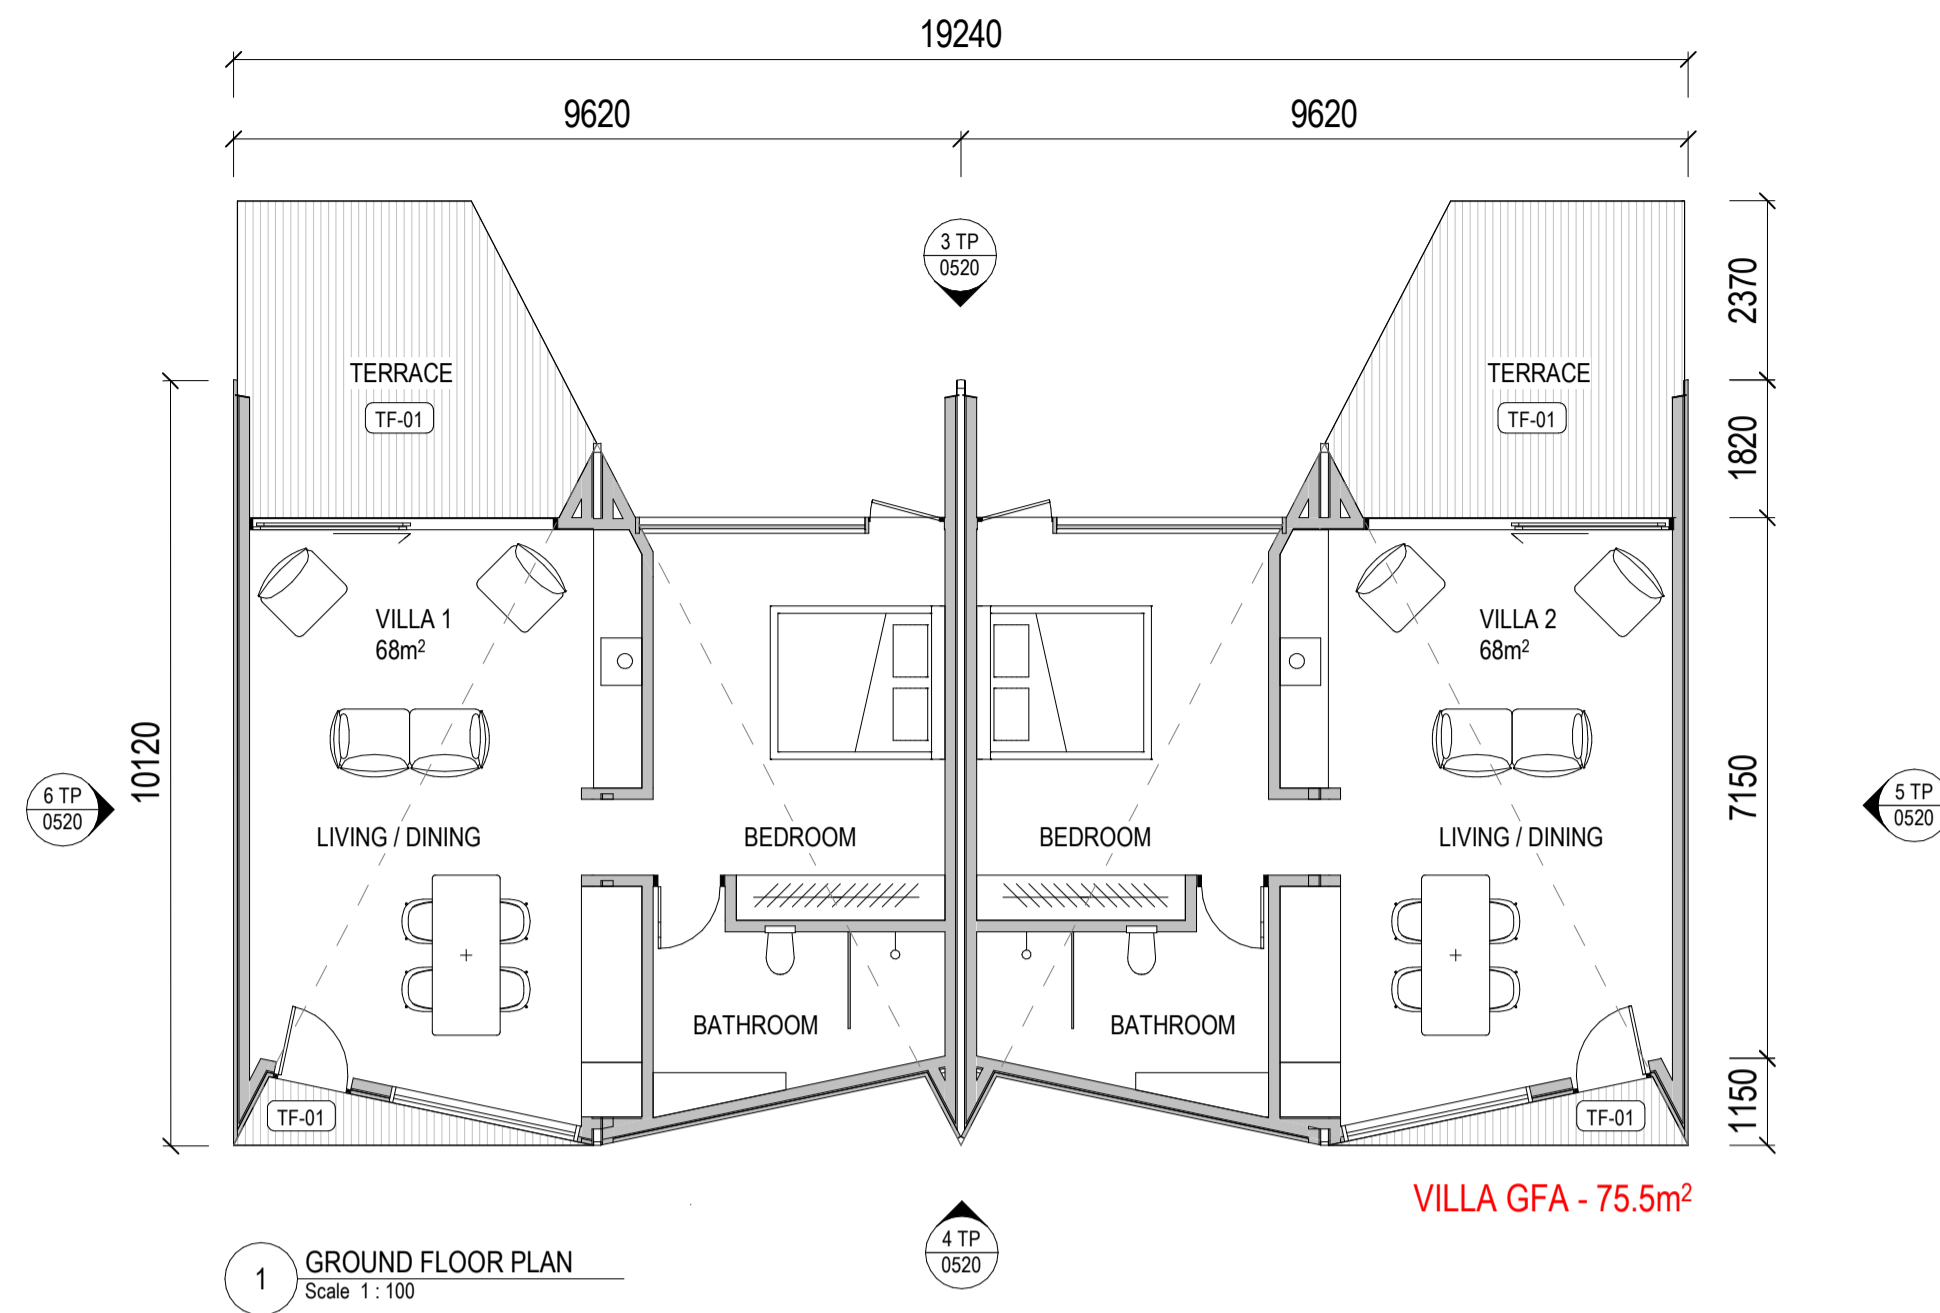 19240
9620
9620
3 TP
0520
2370
TERRACE
TF-01
TERRACE
TF-01
1820
VILLA 1
68m²
VILLA 2
68m²
10120
7150
6 TP
0520
5 TP
0520
LIVING / DINING
BEDROOM
BEDROOM
LIVING / DINING
BATHROOM
BATHROOM
TF-01
TF-01
1150
VILLA GFA - 75.5m²
4 TP
0520
1
GROUND FLOOR PLAN
Scale 1 : 100